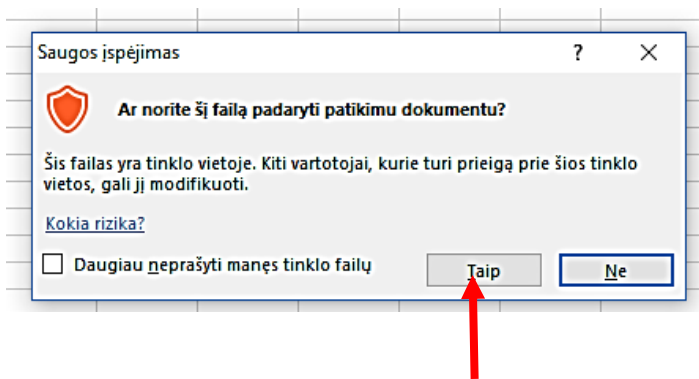 Saugos įspėjimas ?
Ar norite šį failą padaryti patikimu dokumentu?
Šis failas yra tinklo vietoje. Kiti vartotojai, kurie turi prieigą prie šios tinklo
vietos, gali jį modifikuoti.
Kokia rizika?
Daugiau neprašyti manęs tinklo failų
Taip
Ne